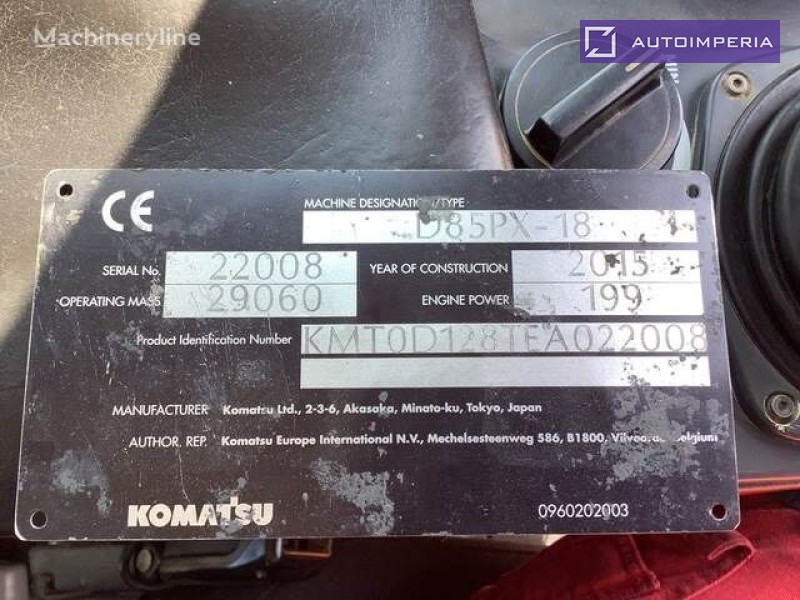 Machineryline
AUTOIMPERIA
CE
MACHINE DESIGNATION/TYPE
D85PX-18
SERIAL No. 22008 YEAR OF CONSTRUCTION 2015
OPERATING MASS 29060 ENGINE POWER 199
Product Identification Number KMT0D128TEA022008
MANUFACTURER Komatsu Ltd., 2-3-6, Akasaka, Minato-ku, Tokyo, Japan
AUTHOR. REP. Komatsu Europe International N.V., Mechelsesteenweg 586, B1800, Vilvoorde Belgium
KOMATSU
0960202003